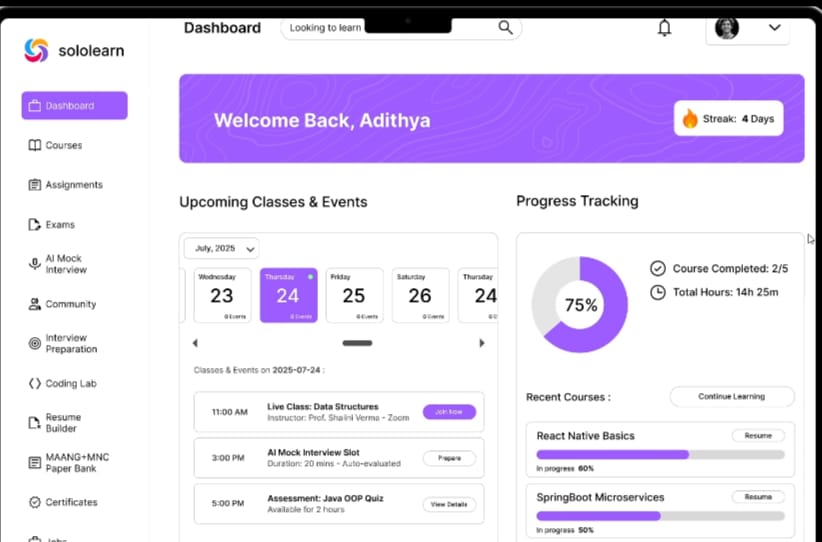 Dashboard
Looking to learn
sololearn
Dashboard
Courses
Assignments
Exams
AI Mock
Interview
Community
Interview
Preparation
Coding Lab
Resume
Builder
MAANG+MNC
Paper Bank
Certificates
Jobs
Welcome Back, Adithya
Streak: 4 Days
Upcoming Classes & Events
July, 2025
Wednesday
23
0 Events
Thursday
24
0 Events
Friday
25
0 Events
Saturday
26
0 Events
Thursday
24
0 E
Classes & Events on 2025-07-24 :
11:00 AM
Live Class: Data Structures
Instructor: Prof. Shalini Verma - Zoom
Join Now
3:00 PM
AI Mock Interview Slot
Duration: 20 mins - Auto-evaluated
Prepare
5:00 PM
Assessment: Java OOP Quiz
Available for 2 hours
View Details
Progress Tracking
75%
Course Completed: 2/5
Total Hours: 14h 25m
Recent Courses :
Continue Learning
React Native Basics
Resume
In progress 60%
SpringBoot Microservices
Resume
In progress 50%